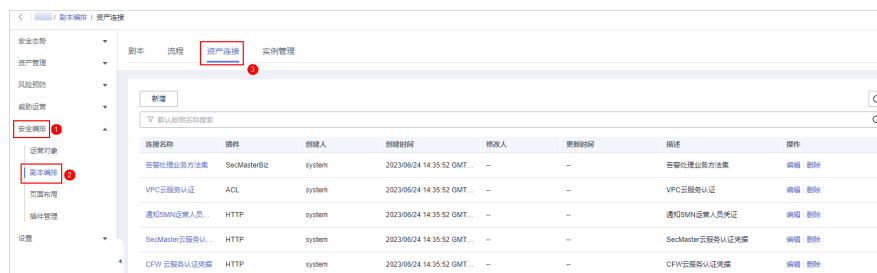 / 剧本编排 / 资产连接
安全态势
资产管理
风险预防
威胁运营
安全编排 1
运营对象
剧本编排 2
页面布局
插件管理
设置
剧本 流程 资产连接 实例管理
3
新增
默认按照名称搜索
连接名称 插件 创建人 创建时间 修改人 更新时间 描述 操作
告警处理业务方法集 SecMasterBiz system 2023/06/24 14:35:52 GMT... -- -- 告警处理业务方法集 编辑 删除
VPC云服务认证 ACL system 2023/06/24 14:35:52 GMT... -- -- VPC云服务认证 编辑 删除
通知SMN运营人员... HTTP system 2023/06/24 14:35:52 GMT... -- -- 通知SMN运营人员凭证 编辑 删除
SecMaster云服务认... HTTP system 2023/06/24 14:35:52 GMT... -- -- SecMaster云服务认证凭据 编辑 删除
CFW 云服务认证凭据 HTTP system 2023/06/24 14:35:52 GMT... -- -- CFW云服务认证凭据 编辑 删除